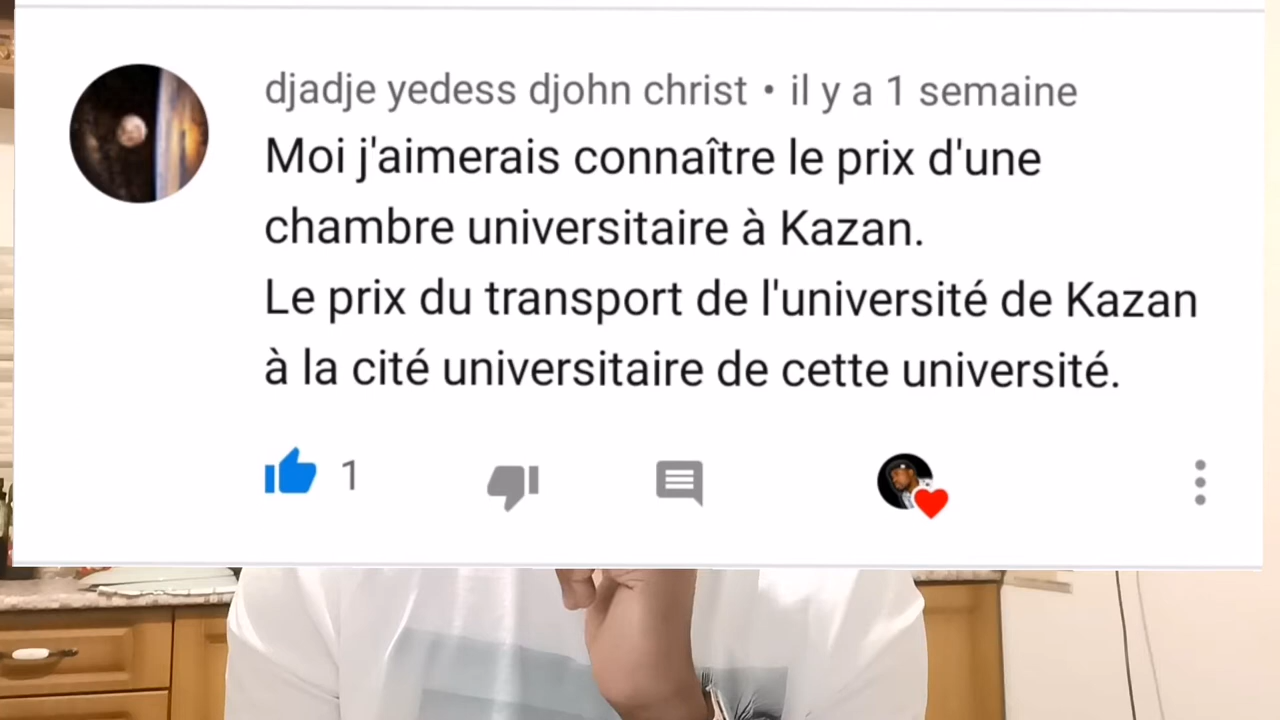 djadje yedess djohn christ • il y a 1 semaine
Moi j'aimerais connaître le prix d'une
chambre universitaire à Kazan.
Le prix du transport de l'université de Kazan
à la cité universitaire de cette université.
1